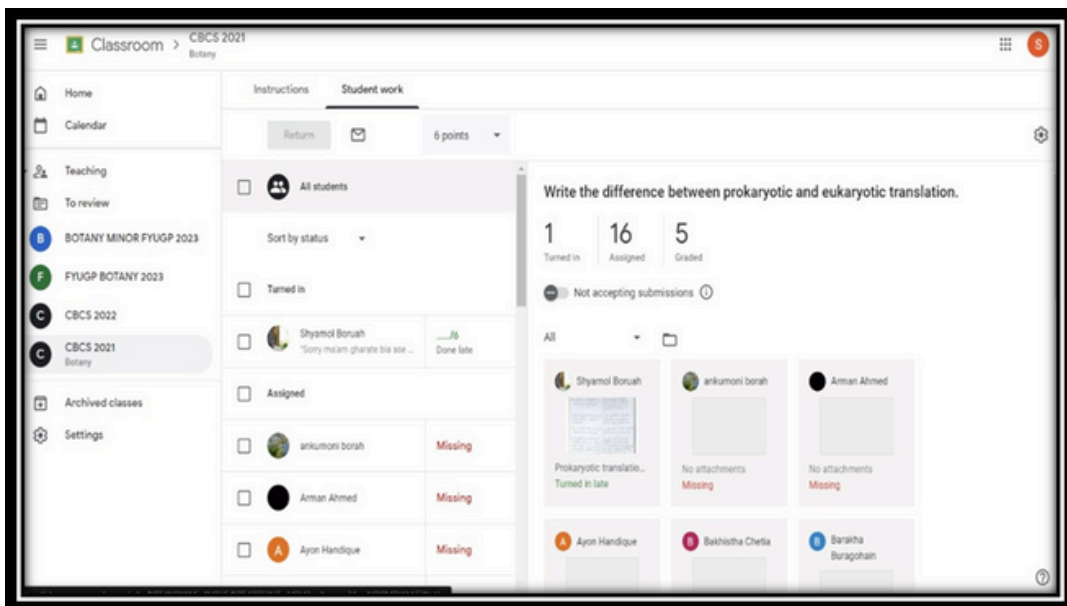 Classroom > CBCS 2021
Botany
S
Home
Calendar
Teaching
To review
B BOTANY MINOR FYUGP 2023
F FYUGP BOTANY 2023
C CBCS 2022
C CBCS 2021
Botany
Archived classes
Settings
Instructions Student work
Return 6 points
All students
Sort by status
Turned in
Shyamol Boruah __/6
"Sorry ma'am gharate bia ase ... Done late
Assigned
ankumoni borah Missing
Arman Ahmed Missing
A Ayon Handique Missing
Write the difference between prokaryotic and eukaryotic translation.
1 16 5
Turned in Assigned Graded
Not accepting submissions
All
Shyamol Boruah ankumoni borah Arman Ahmed
Prokaryotic translatio... No attachments No attachments
Turned in late Missing Missing
A Ayon Handique B Bakhistha Chetia B Barakha
Buragohain